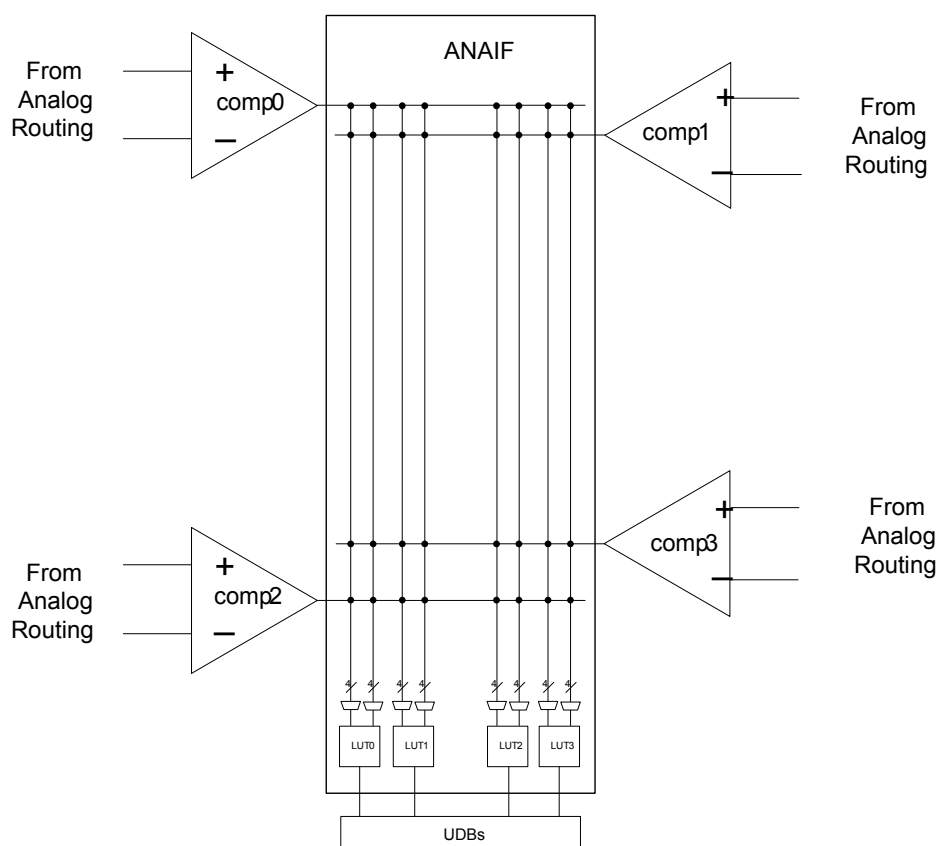 ANAIF
From
Analog
Routing
+
comp0
−
+
comp1
−
From
Analog
Routing
From
Analog
Routing
+
comp2
−
+
comp3
−
From
Analog
Routing
4 4 4 4 4 4 4 4
LUT0 LUT1 LUT2 LUT3
UDBs